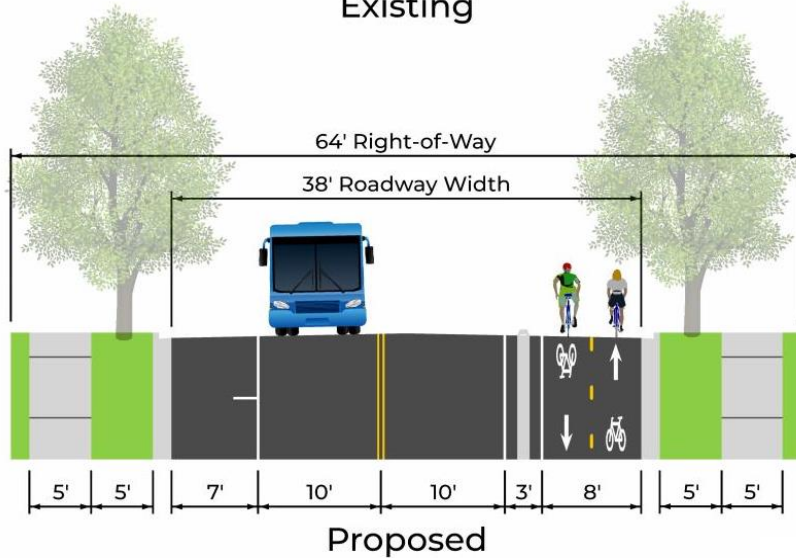 Existing
64' Right-of-Way
38' Roadway Width
5' 5' 7' 10' 10' 3' 8' 5' 5'
Proposed